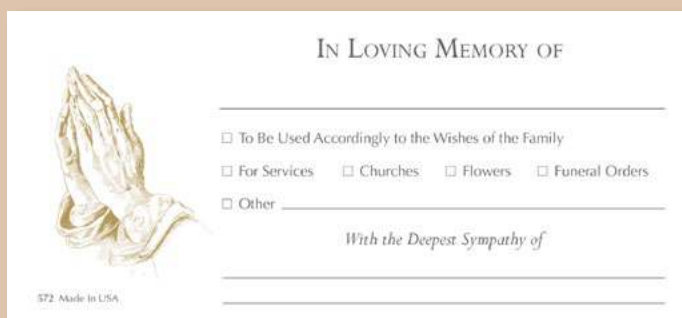 IN LOVING MEMORY OF
☐ To Be Used Accordingly to the Wishes of the Family
☐ For Services ☐ Churches ☐ Flowers ☐ Funeral Orders
☐ Other
With the Deepest Sympathy of
572 Made In USA